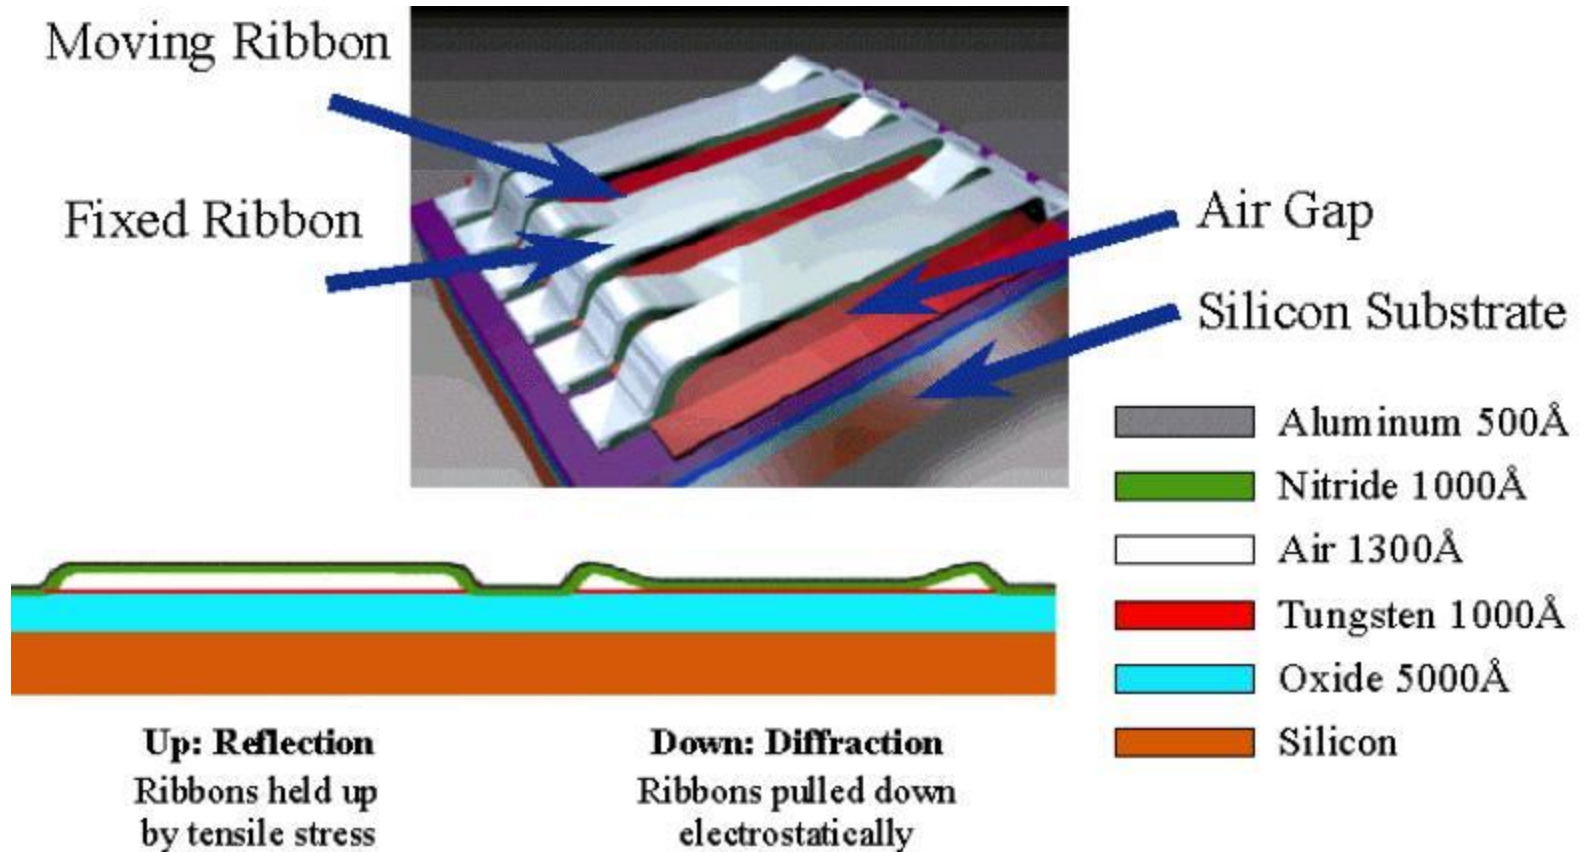 Moving Ribbon
Fixed Ribbon
Air Gap
Silicon Substrate
Aluminum 500Å
Nitride 1000Å
Air 1300Å
Tungsten 1000Å
Oxide 5000Å
Silicon
Up: Reflection
Ribbons held up
by tensile stress
Down: Diffraction
Ribbons pulled down
electrostatically